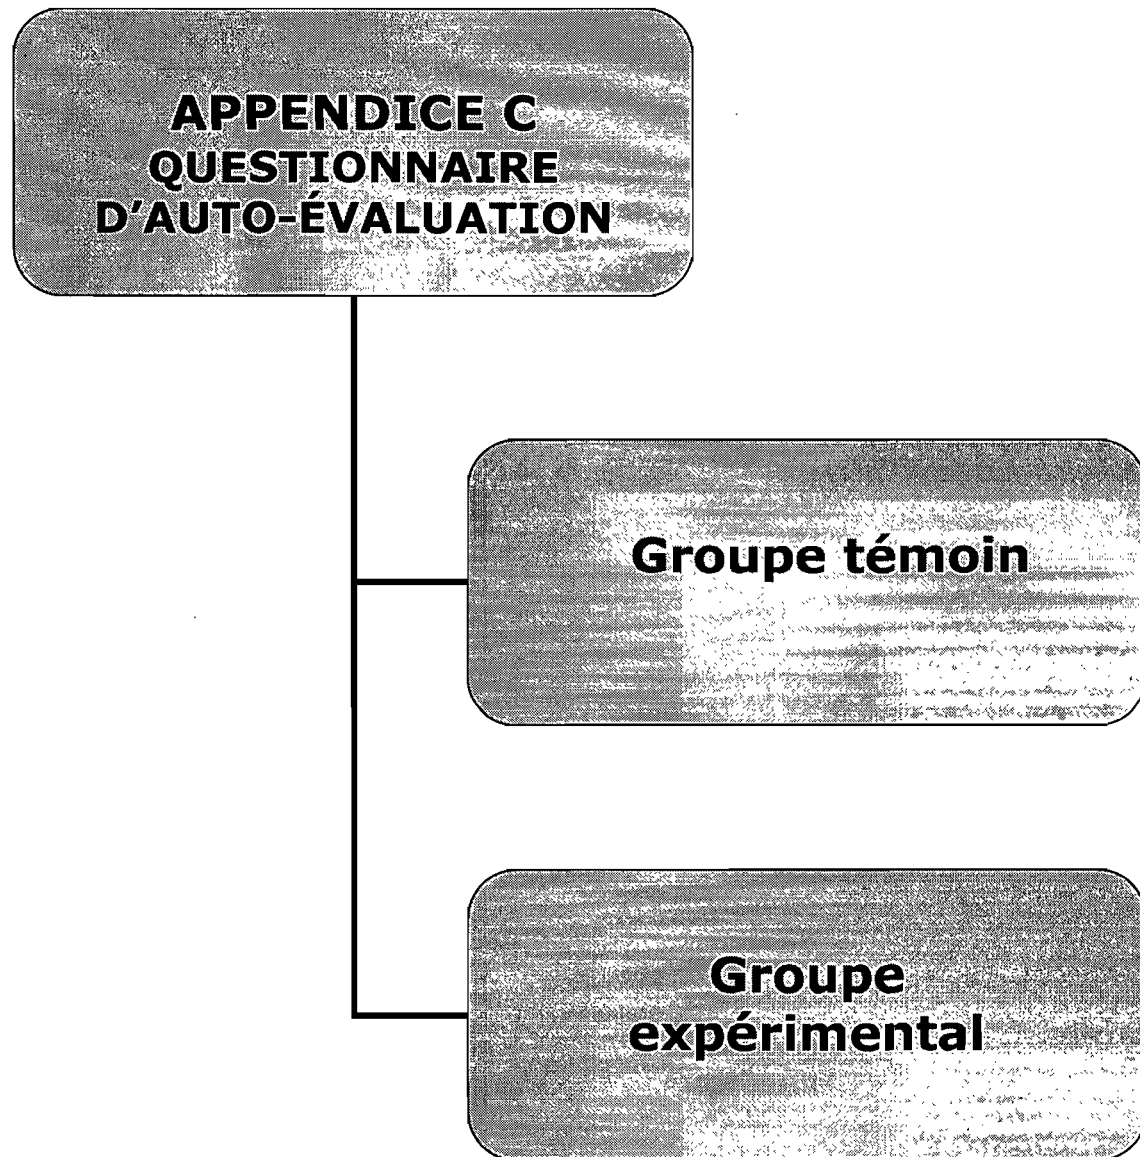 APPENDICE C
QUESTIONNAIRE
D'AUTO-ÉVALUATION
Groupe témoin
Groupe
expérimental